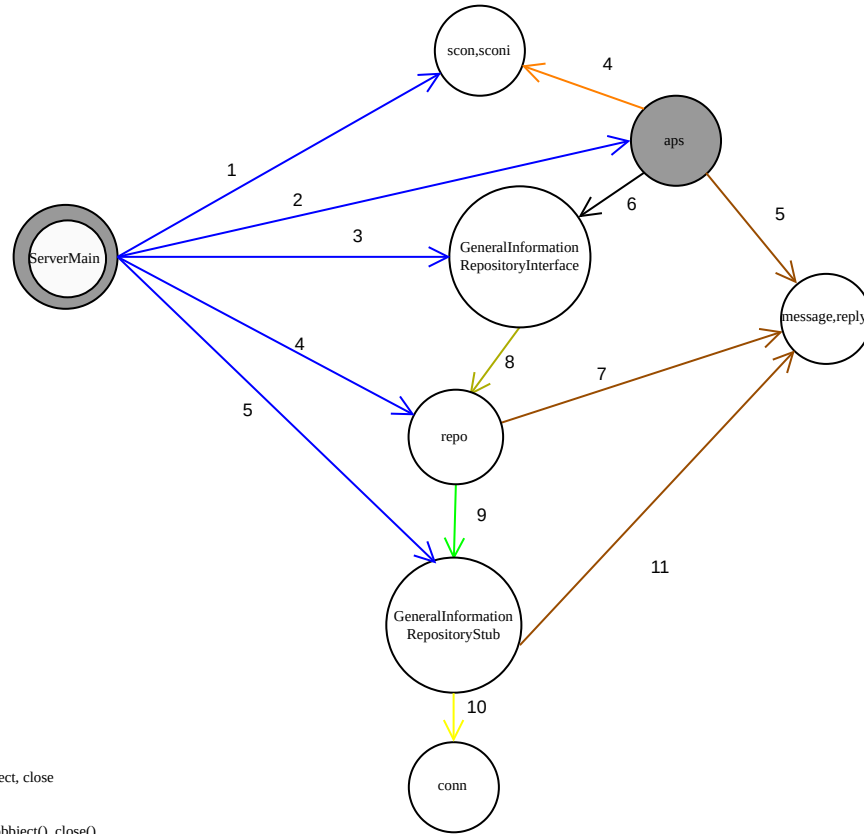 scon,sconi
4
aps
1
2
5
6
3
GeneralInformation
RepositoryInterface
ServerMain
message,reply
4
8
7
5
repo
9
11
GeneralInformation
RepositoryStub
10
conn
ect, close
close()